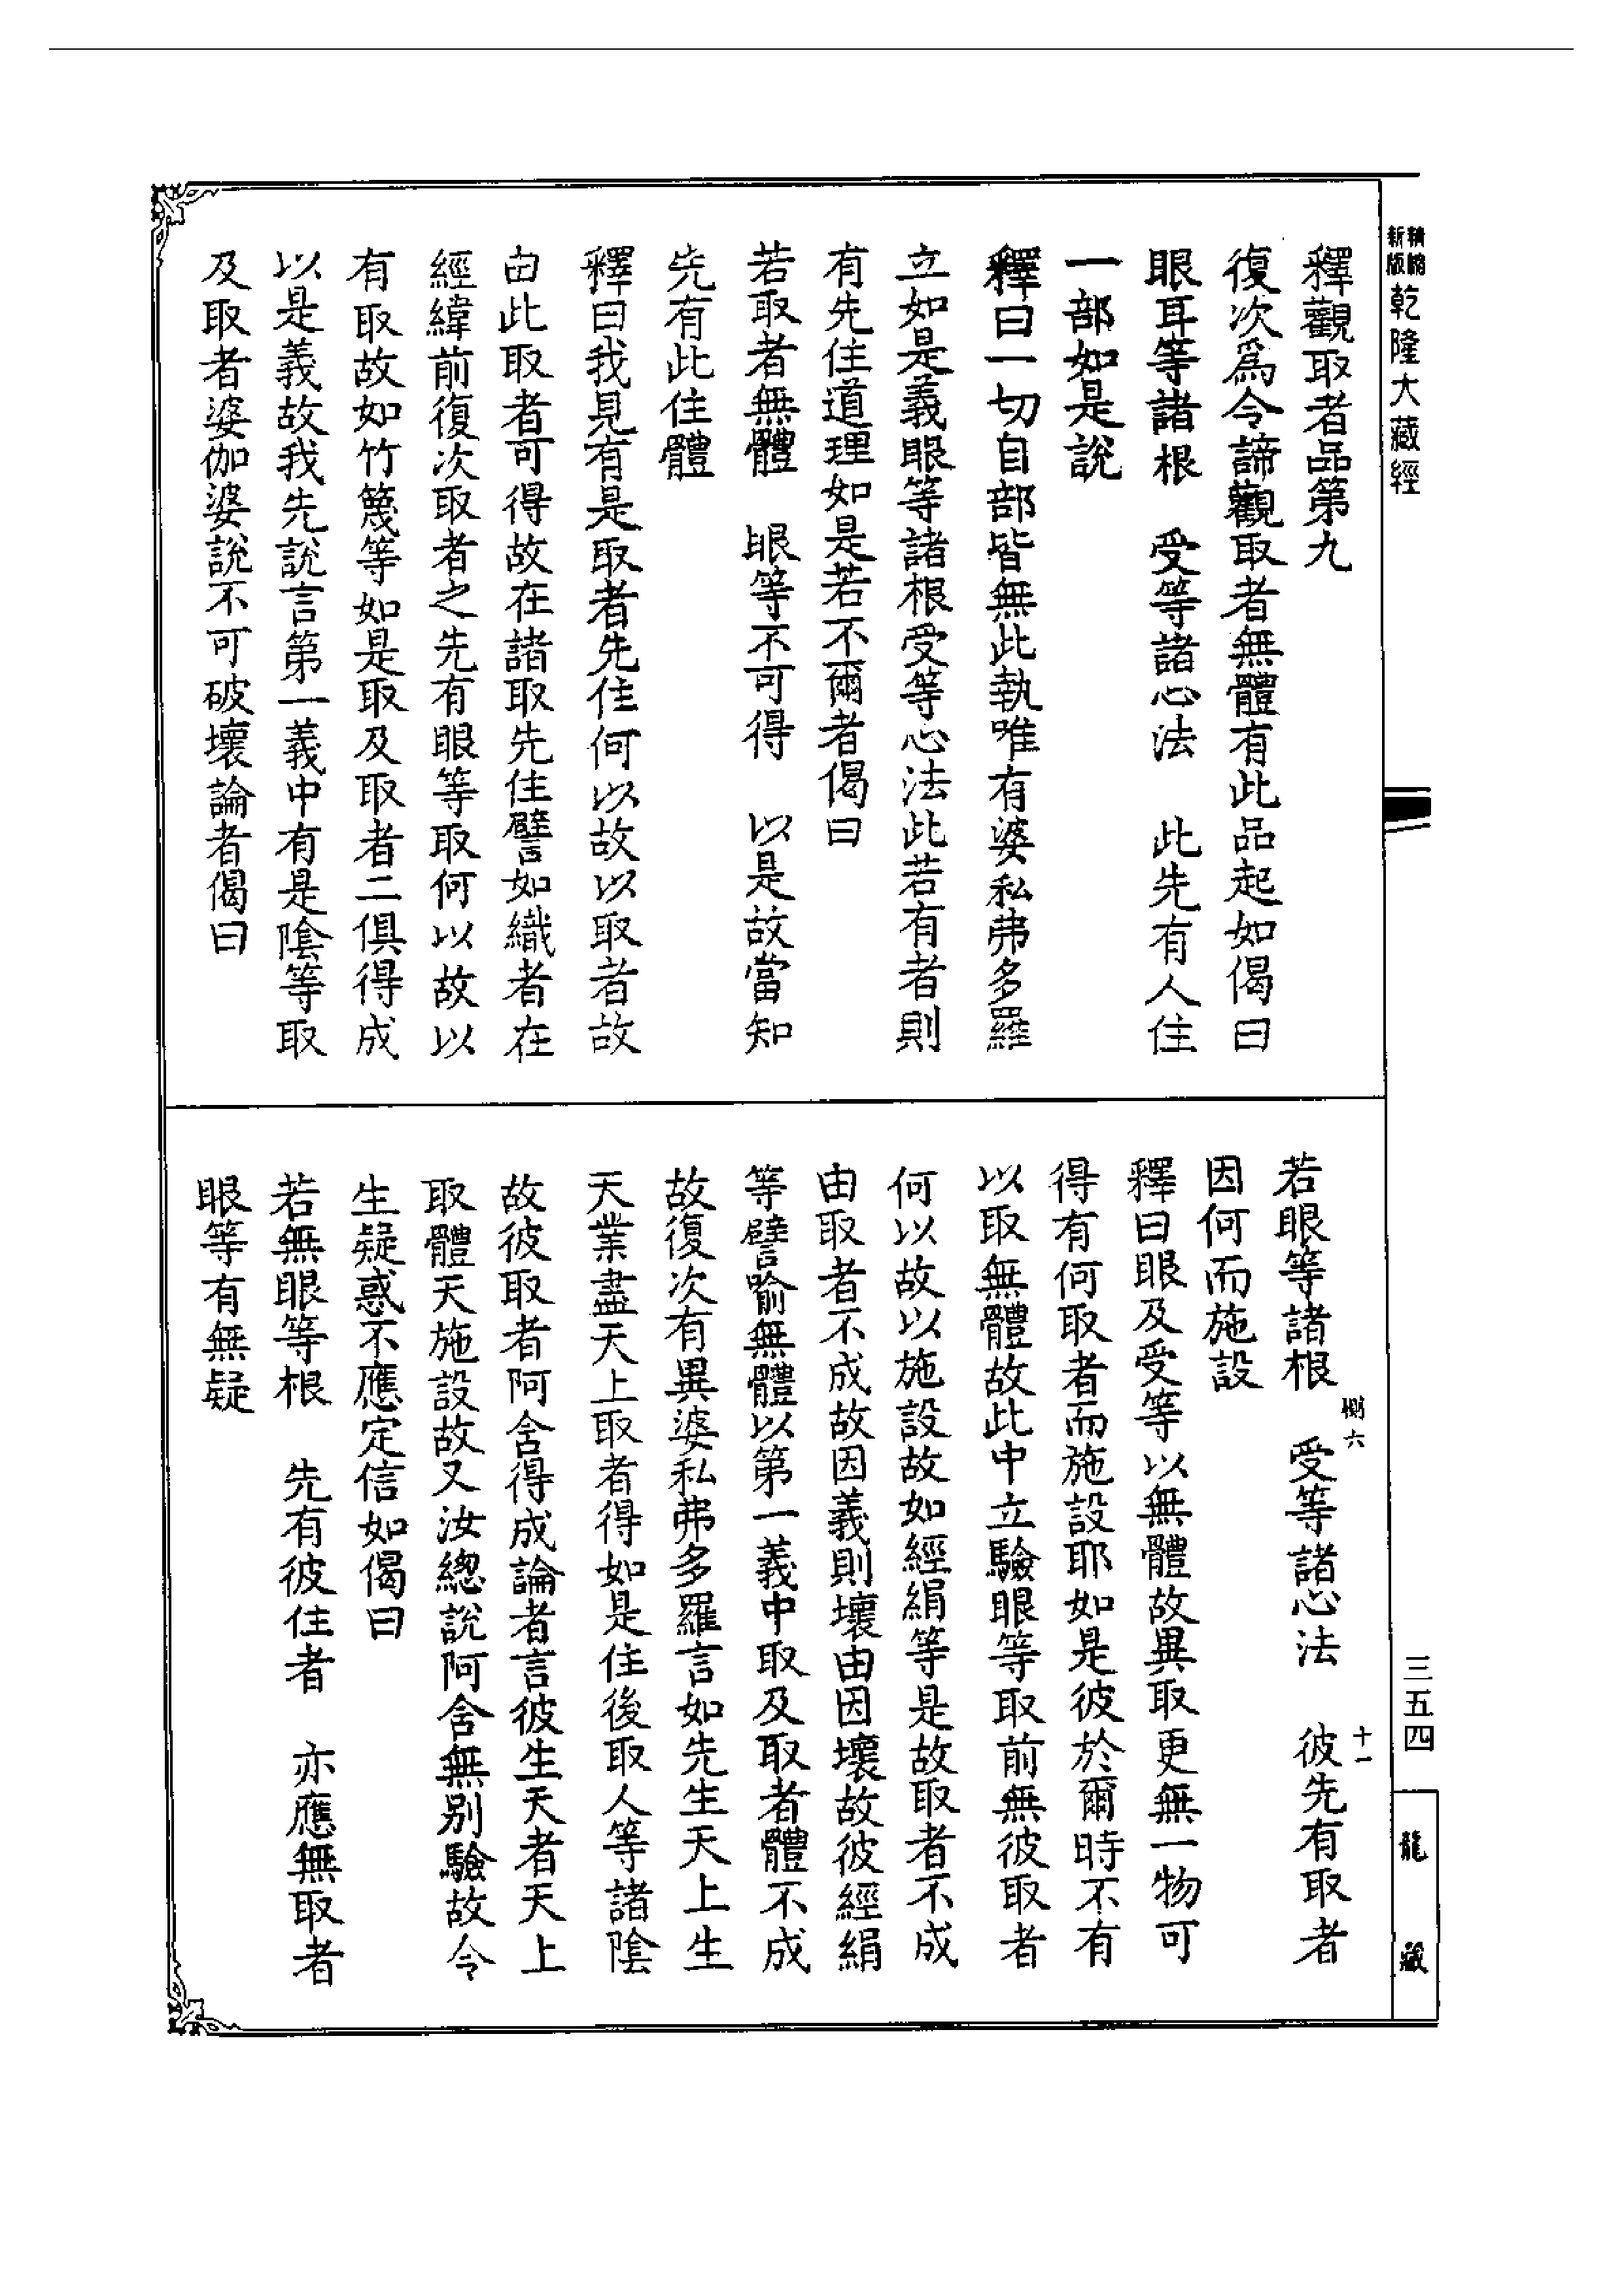 精縮新版乾隆大藏經
釋觀取者品第九
復次爲令諦觀取者無體有此品起如偈曰
眼耳等諸根　受等諸心法　此先有人住
一部如是說
釋曰一切自部皆無此執唯有婆私弗多羅
立如是義眼等諸根受等心法此若有者則
有先住道理如是若不爾者偈曰
若取者無體　眼等不可得　以是故當知
先有此住體
釋曰我見有是取者先住何以故以取者故
由此取者可得故在諸取先住譬如織者在
經緯前復次取者之先有眼等取何以故以
有取故如竹篾等如是取及取者二俱得成
以是義故我先說言第一義中有是陰等取
及取者婆伽婆說不可破壞論者偈曰
若眼等諸根　受等諸心法　彼先有取者
因何而施設
釋曰眼及受等以無體故異取更無一物可
得有何取者而施設耶如是彼於爾時不有
以取無體故此中立驗眼等取前無彼取者
何以故以施設故如經絹等是故取者不成
由取者不成故因義則壞由因壞故彼經絹
等譬喻無體以第一義中取及取者體不成
故復次有異婆私弗多羅言如先生天上生
天業盡天上取者得如是住後取人等諸陰
故彼取者阿含得成論者言彼生天者天上
取體天施設故又汝總說阿含無別驗故令
生疑惑不應定信如偈曰
若無眼等根　先有彼住者　亦應無取者
眼等有無疑
惻六
十一
三五四
龍藏